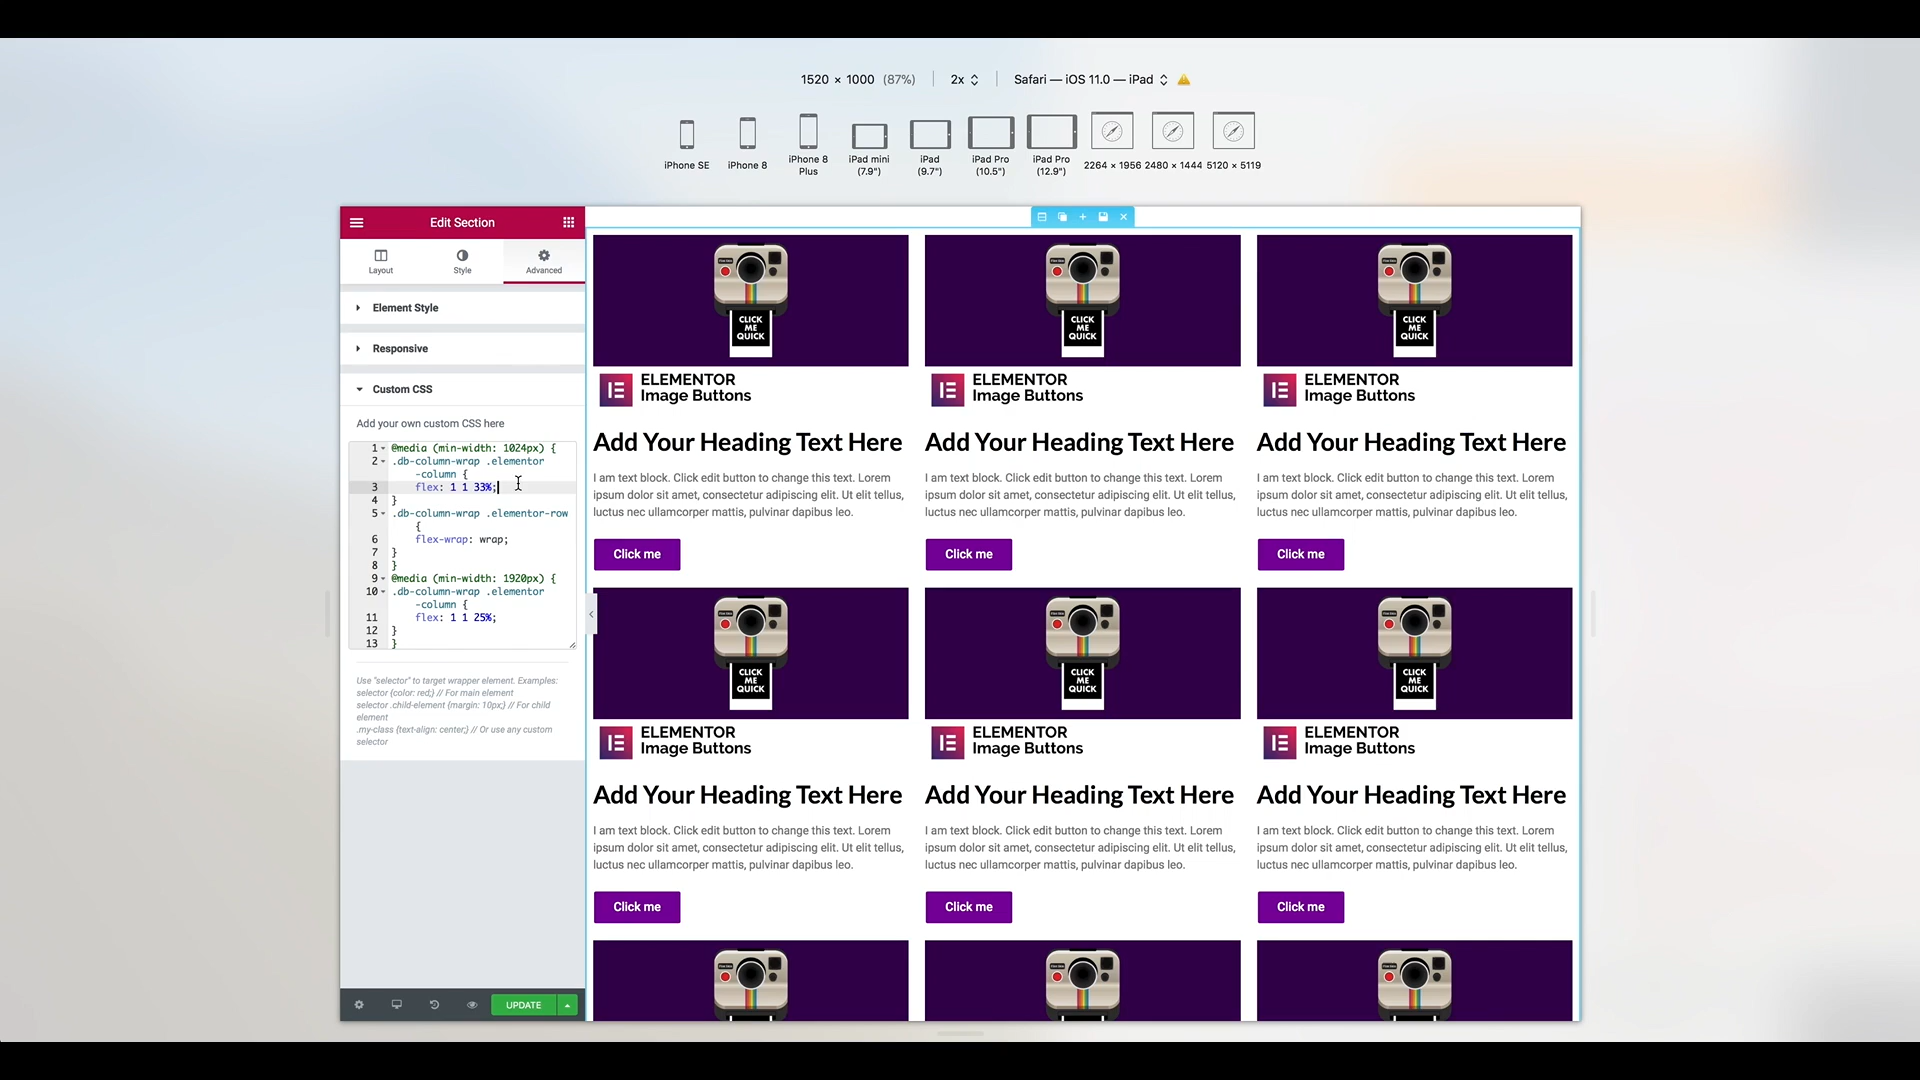 1520 × 1000 (87%) 2x Safari — iOS 11.0 — iPad
iPhone SE
iPhone 8
iPhone 8
Plus
iPad mini
(7.9")
iPad
(9.7")
iPad Pro
(10.5")
iPad Pro
(12.9")
2264 × 1956
2480 × 1444
5120 × 5119
Edit Section
Layout
Style
Advanced
Element Style
Responsive
Custom CSS
Add your own custom CSS here
1 @media (min-width: 1024px) {
2 .db-column-wrap .elementor
-column {
3 flex: 1 1 33%;
4 }
5 .db-column-wrap .elementor-row
{
6 flex-wrap: wrap;
7 }
8 }
9 @media (min-width: 1920px) {
10 .db-column-wrap .elementor
-column {
11 flex: 1 1 25%;
12 }
13 }
Use "selector" to target wrapper element. Examples:
selector {color: red;} // For main element
selector .child-element {margin: 10px;} // For child
element
.my-class {text-align: center;} // Or use any custom
selector
UPDATE
CLICK
ME
QUICK
CLICK
ME
QUICK
CLICK
ME
QUICK
ELEMENTOR
Image Buttons
ELEMENTOR
Image Buttons
ELEMENTOR
Image Buttons
Add Your Heading Text Here
Add Your Heading Text Here
Add Your Heading Text Here
I am text block. Click edit button to change this text. Lorem
ipsum dolor sit amet, consectetur adipiscing elit. Ut elit tellus,
luctus nec ullamcorper mattis, pulvinar dapibus leo.
I am text block. Click edit button to change this text. Lorem
ipsum dolor sit amet, consectetur adipiscing elit. Ut elit tellus,
luctus nec ullamcorper mattis, pulvinar dapibus leo.
I am text block. Click edit button to change this text. Lorem
ipsum dolor sit amet, consectetur adipiscing elit. Ut elit tellus,
luctus nec ullamcorper mattis, pulvinar dapibus leo.
Click me
Click me
Click me
CLICK
ME
QUICK
CLICK
ME
QUICK
CLICK
ME
QUICK
ELEMENTOR
Image Buttons
ELEMENTOR
Image Buttons
ELEMENTOR
Image Buttons
Add Your Heading Text Here
Add Your Heading Text Here
Add Your Heading Text Here
I am text block. Click edit button to change this text. Lorem
ipsum dolor sit amet, consectetur adipiscing elit. Ut elit tellus,
luctus nec ullamcorper mattis, pulvinar dapibus leo.
I am text block. Click edit button to change this text. Lorem
ipsum dolor sit amet, consectetur adipiscing elit. Ut elit tellus,
luctus nec ullamcorper mattis, pulvinar dapibus leo.
I am text block. Click edit button to change this text. Lorem
ipsum dolor sit amet, consectetur adipiscing elit. Ut elit tellus,
luctus nec ullamcorper mattis, pulvinar dapibus leo.
Click me
Click me
Click me